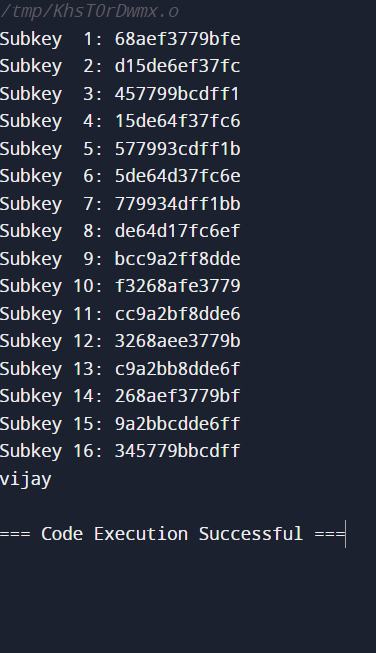 /tmp/KhsTOrDwmx.o
Subkey  1: 68aef3779bfe
Subkey  2: d15de6ef37fc
Subkey  3: 457799bcdff1
Subkey  4: 15de64f37fc6
Subkey  5: 577993cdff1b
Subkey  6: 5de64d37fc6e
Subkey  7: 779934dff1bb
Subkey  8: de64d17fc6ef
Subkey  9: bcc9a2ff8dde
Subkey 10: f3268afe3779
Subkey 11: cc9a2bf8dde6
Subkey 12: 3268aee3779b
Subkey 13: c9a2bb8dde6f
Subkey 14: 268aef3779bf
Subkey 15: 9a2bbcdde6ff
Subkey 16: 345779bbcdff
vijay
=== Code Execution Successful ===